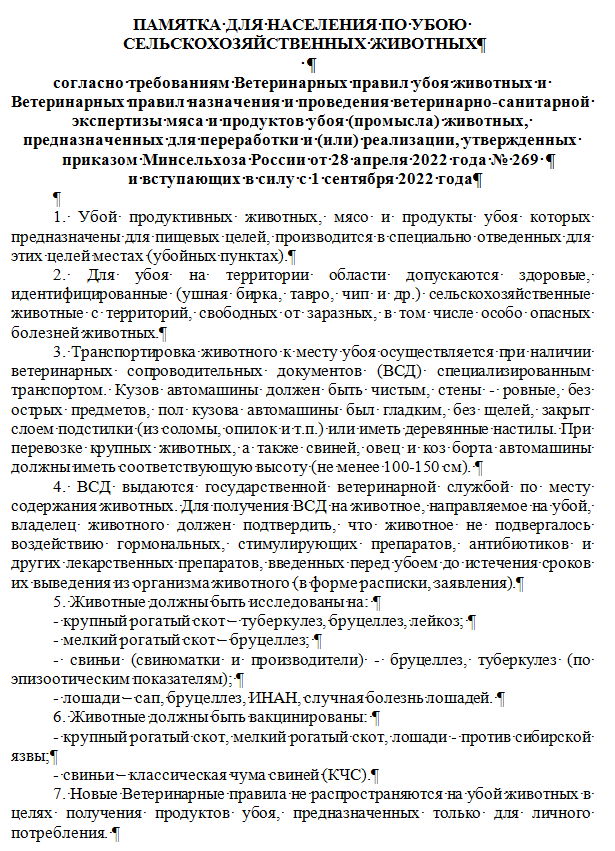 ПАМЯТКА ДЛЯ НАСЕЛЕНИЯ ПО УБОЮ
СЕЛЬСКОХОЗЯЙСТВЕННЫХ ЖИВОТНЫХ¶
¶
согласно требованиям Ветеринарных правил убоя животных и
Ветеринарных правил назначения и проведения ветеринарно-санитарной
экспертизы мяса и продуктов убоя (промысла) животных,
предназначенных для переработки и (или) реализации, утвержденных
приказом Минсельхоза России от 28 апреля 2022 года № 269 ¶
и вступающих в силу с 1 сентября 2022 года¶
¶
1. Убой продуктивных животных, мясо и продукты убоя которых
предназначены для пищевых целей, производится в специально отведенных для
этих целей местах (убойных пунктах).¶
2. Для убоя на территории области допускаются здоровые,
идентифицированные (ушная бирка, тавро, чип и др.) сельскохозяйственные
животные с территорий, свободных от заразных, в том числе особо опасных
болезней животных.¶
3. Транспортировка животного к месту убоя осуществляется при наличии
ветеринарных сопроводительных документов (ВСД) специализированным
транспортом. Кузов автомашины должен быть чистым, стены - ровные, без
острых предметов, пол кузова автомашины был гладким, без щелей, закрыт
слоем подстилки (из соломы, опилок и т.п.) или иметь деревянные настилы. При
перевозке крупных животных, а также свиней, овец и коз борта автомашины
должны иметь соответствующую высоту (не менее 100-150 см). ¶
4. ВСД выдаются государственной ветеринарной службой по месту
содержания животных. Для получения ВСД на животное, направляемое на убой,
владелец животного должен подтвердить, что животное не подвергалось
воздействию гормональных, стимулирующих препаратов, антибиотиков и
других лекарственных препаратов, введенных перед убоем до истечения сроков
их выведения из организма животного (в форме расписки, заявления).¶
5. Животные должны быть исследованы на: ¶
- крупный рогатый скот – туберкулез, бруцеллез, лейкоз; ¶
- мелкий рогатый скот – бруцеллез; ¶
- свиньи (свиноматки и производители) - бруцеллез, туберкулез (по
эпизоотическим показателям); ¶
- лошади – сап, бруцеллез, ИНАН, случная болезнь лошадей. ¶
6. Животные должны быть вакцинированы: ¶
- крупный рогатый скот, мелкий рогатый скот, лошади - против сибирской
язвы;¶
- свиньи – классическая чума свиней (КЧС).¶
7. Новые Ветеринарные правила не распространяются на убой животных в
целях получения продуктов убоя, предназначенных только для личного
потребления. ¶